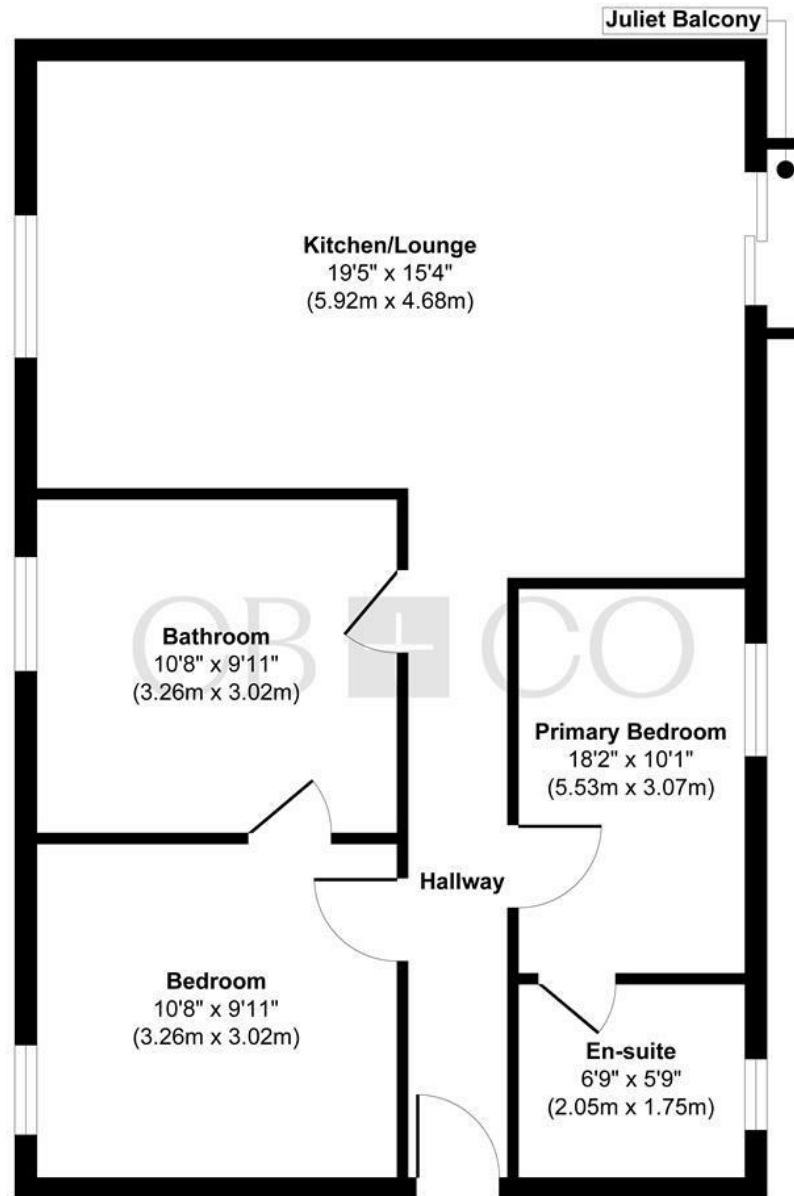 Juliet Balcony
Kitchen/Lounge
19'5" x 15'4"
(5.92m x 4.68m)
OB + CO
Bathroom
10'8" x 9'11"
(3.26m x 3.02m)
Primary Bedroom
18'2" x 10'1"
(5.53m x 3.07m)
Hallway
Bedroom
10'8" x 9'11"
(3.26m x 3.02m)
En-suite
6'9" x 5'9"
(2.05m x 1.75m)